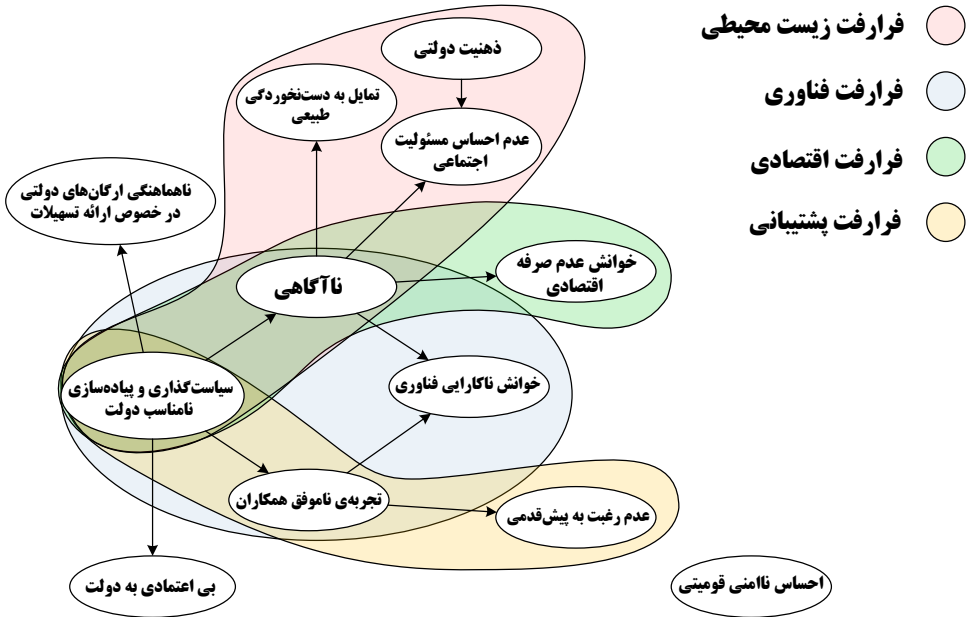 فرارفت زیست محیطی
فرارفت فناوری
فرارفت اقتصادی
فرارفت پشتیبانی
ذهنیت دولتی
تمایل به دست‌نخوردگی
طبیعی
عدم احساس مسئولیت
اجتماعی
ناهماهنگی ارگان‌های دولتی
در خصوص ارائه تسهیلات
خوانش عدم صرفه
اقتصادی
ناآگاهی
خوانش ناکارایی فناوری
سیاست‌گذاری و پیاده‌سازی
نامناسب دولت
تجربه‌ی ناموفق همکاران
عدم رغبت به پیش‌قدمی
احساس ناامنی قومیتی
بی اعتمادی به دولت